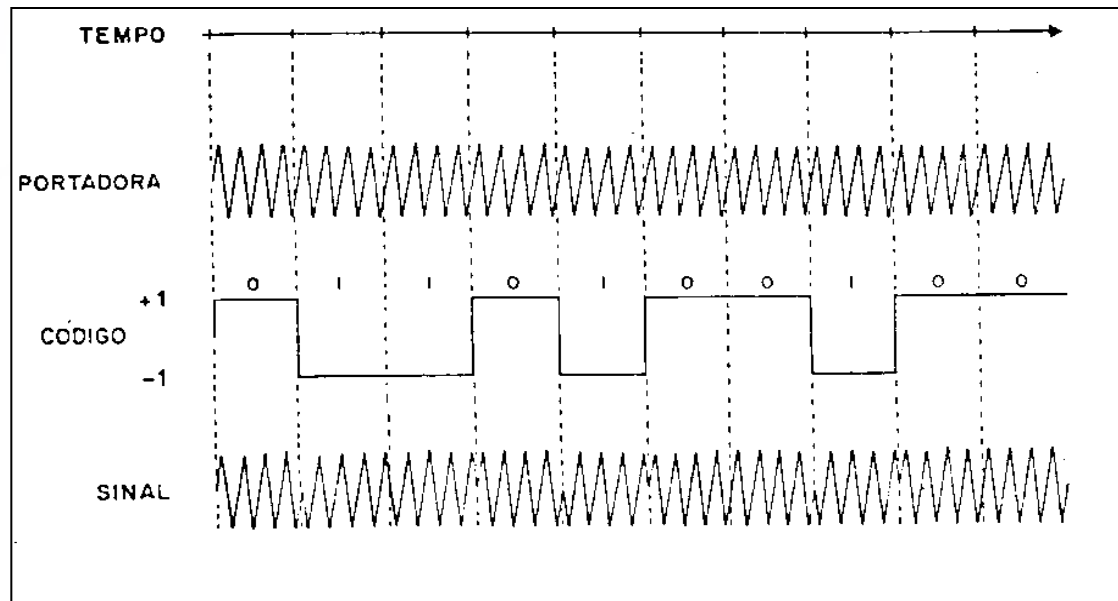 TEMPO
PORTADORA
0 1 1 0 1 0 0 1 0 0
+1
CÓDIGO
-1
SINAL